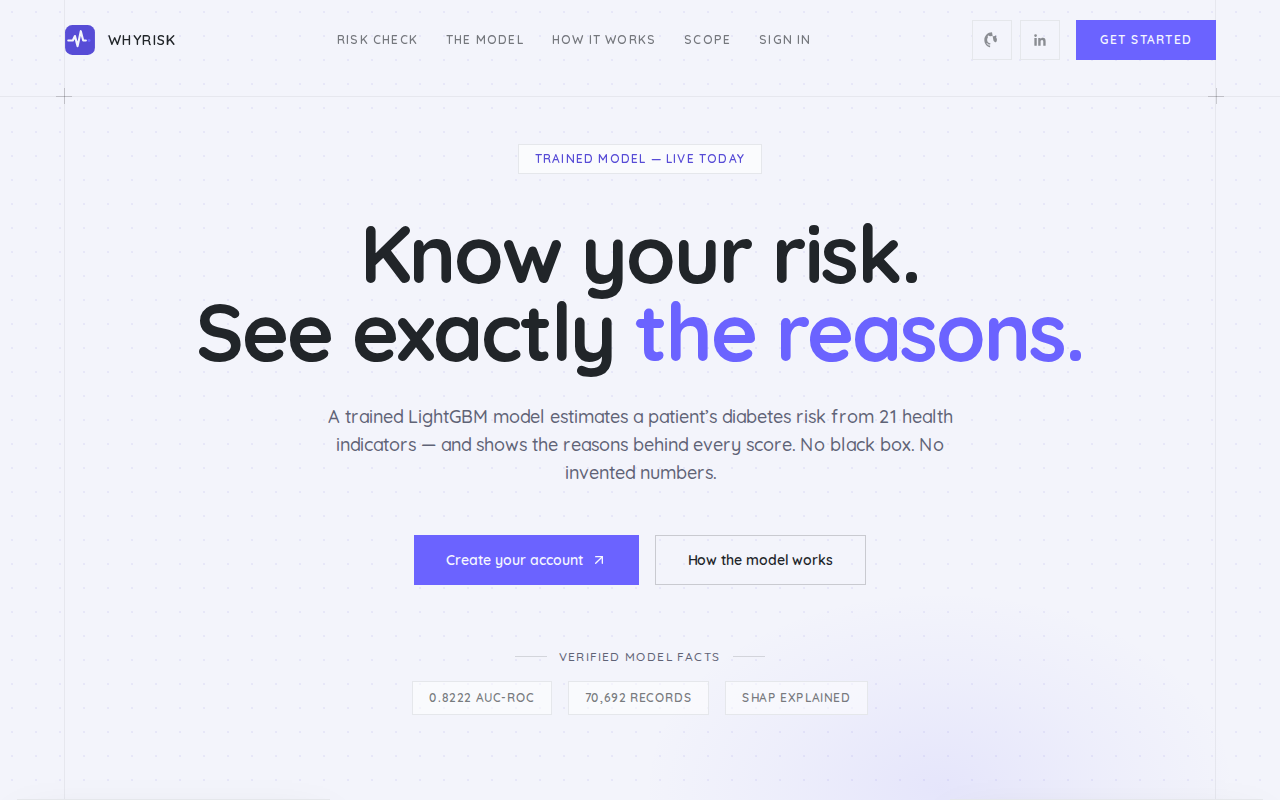 WHYRISK
RISK CHECK
THE MODEL
HOW IT WORKS
SCOPE
SIGN IN
in
GET STARTED
TRAINED MODEL — LIVE TODAY
Know your risk.
See exactly the reasons.
A trained LightGBM model estimates a patient’s diabetes risk from 21 health
indicators — and shows the reasons behind every score. No black box. No
invented numbers.
Create your account
How the model works
VERIFIED MODEL FACTS
0.8222 AUC-ROC
70,692 RECORDS
SHAP EXPLAINED